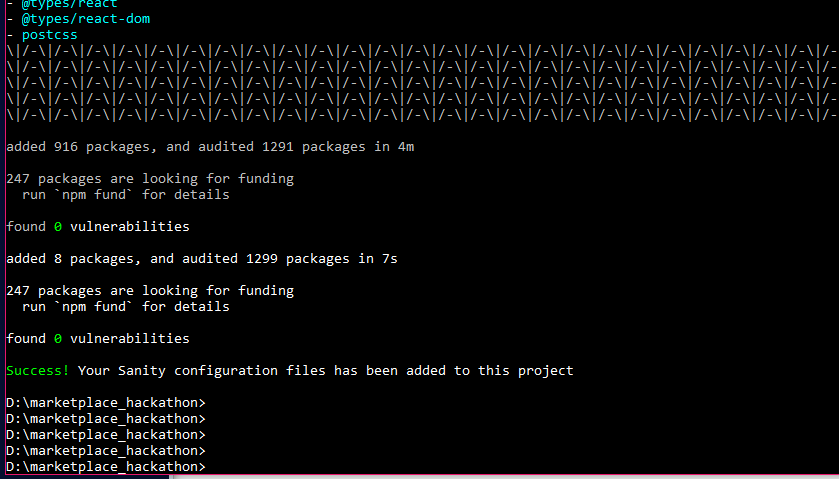 - @types/react
- @types/react-dom
- postcss
\|/-\|/-\|/-\|/-\|/-\|/-\|/-\|/-\|/-\|/-\|/-\|/-\|/-\|/-\|/-\|/-\|/-\|/-\|/-\|/-\|/-\|/-\|/-\|/-\|/-\|/-
\|/-\|/-\|/-\|/-\|/-\|/-\|/-\|/-\|/-\|/-\|/-\|/-\|/-\|/-\|/-\|/-\|/-\|/-\|/-\|/-\|/-\|/-\|/-\|/-\|/-\|/-
\|/-\|/-\|/-\|/-\|/-\|/-\|/-\|/-\|/-\|/-\|/-\|/-\|/-\|/-\|/-\|/-\|/-\|/-\|/-\|/-\|/-\|/-\|/-\|/-\|/-\|/-
\|/-\|/-\|/-\|/-\|/-\|/-\|/-\|/-\|/-\|/-\|/-\|/-\|/-\|/-\|/-\|/-\|/-\|/-\|/-\|/-\|/-\|/-\|/-\|/-\|/-\|/-
\|/-\|/-\|/-\|/-\|/-\|/-\|/-\|/-\|/-\|/-\|/-\|/-\|/-\|/-\|/-\|/-\|/-\|/-\|/-\|/-\|/-\|/-\|/-\|/-\|/-\|/-
added 916 packages, and audited 1291 packages in 4m
247 packages are looking for funding
  run `npm fund` for details
found 0 vulnerabilities
added 8 packages, and audited 1299 packages in 7s
247 packages are looking for funding
  run `npm fund` for details
found 0 vulnerabilities
Success! Your Sanity configuration files has been added to this project
D:\marketplace_hackathon>
D:\marketplace_hackathon>
D:\marketplace_hackathon>
D:\marketplace_hackathon>
D:\marketplace_hackathon>